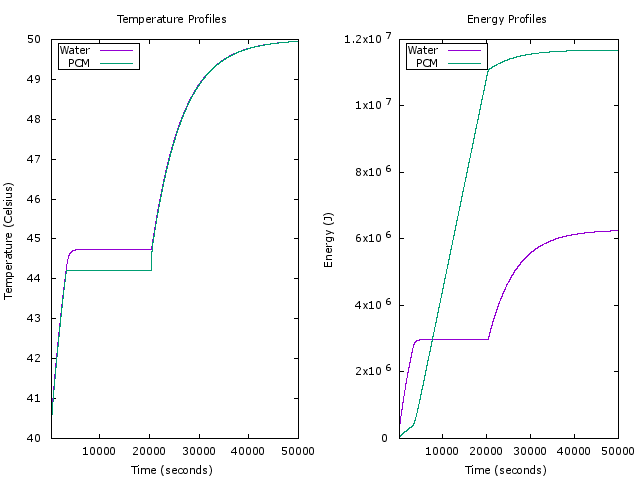 Temperature Profiles
Temperature (Celsius)
50
49
48
47
46
45
44
43
42
41
40
Water
PCM
10000 20000 30000 40000 50000
Time (seconds)
Energy Profiles
Energy (J)
1.2x10^7
1x10^7
8x10^6
6x10^6
4x10^6
2x10^6
0
Water
PCM
10000 20000 30000 40000 50000
Time (seconds)